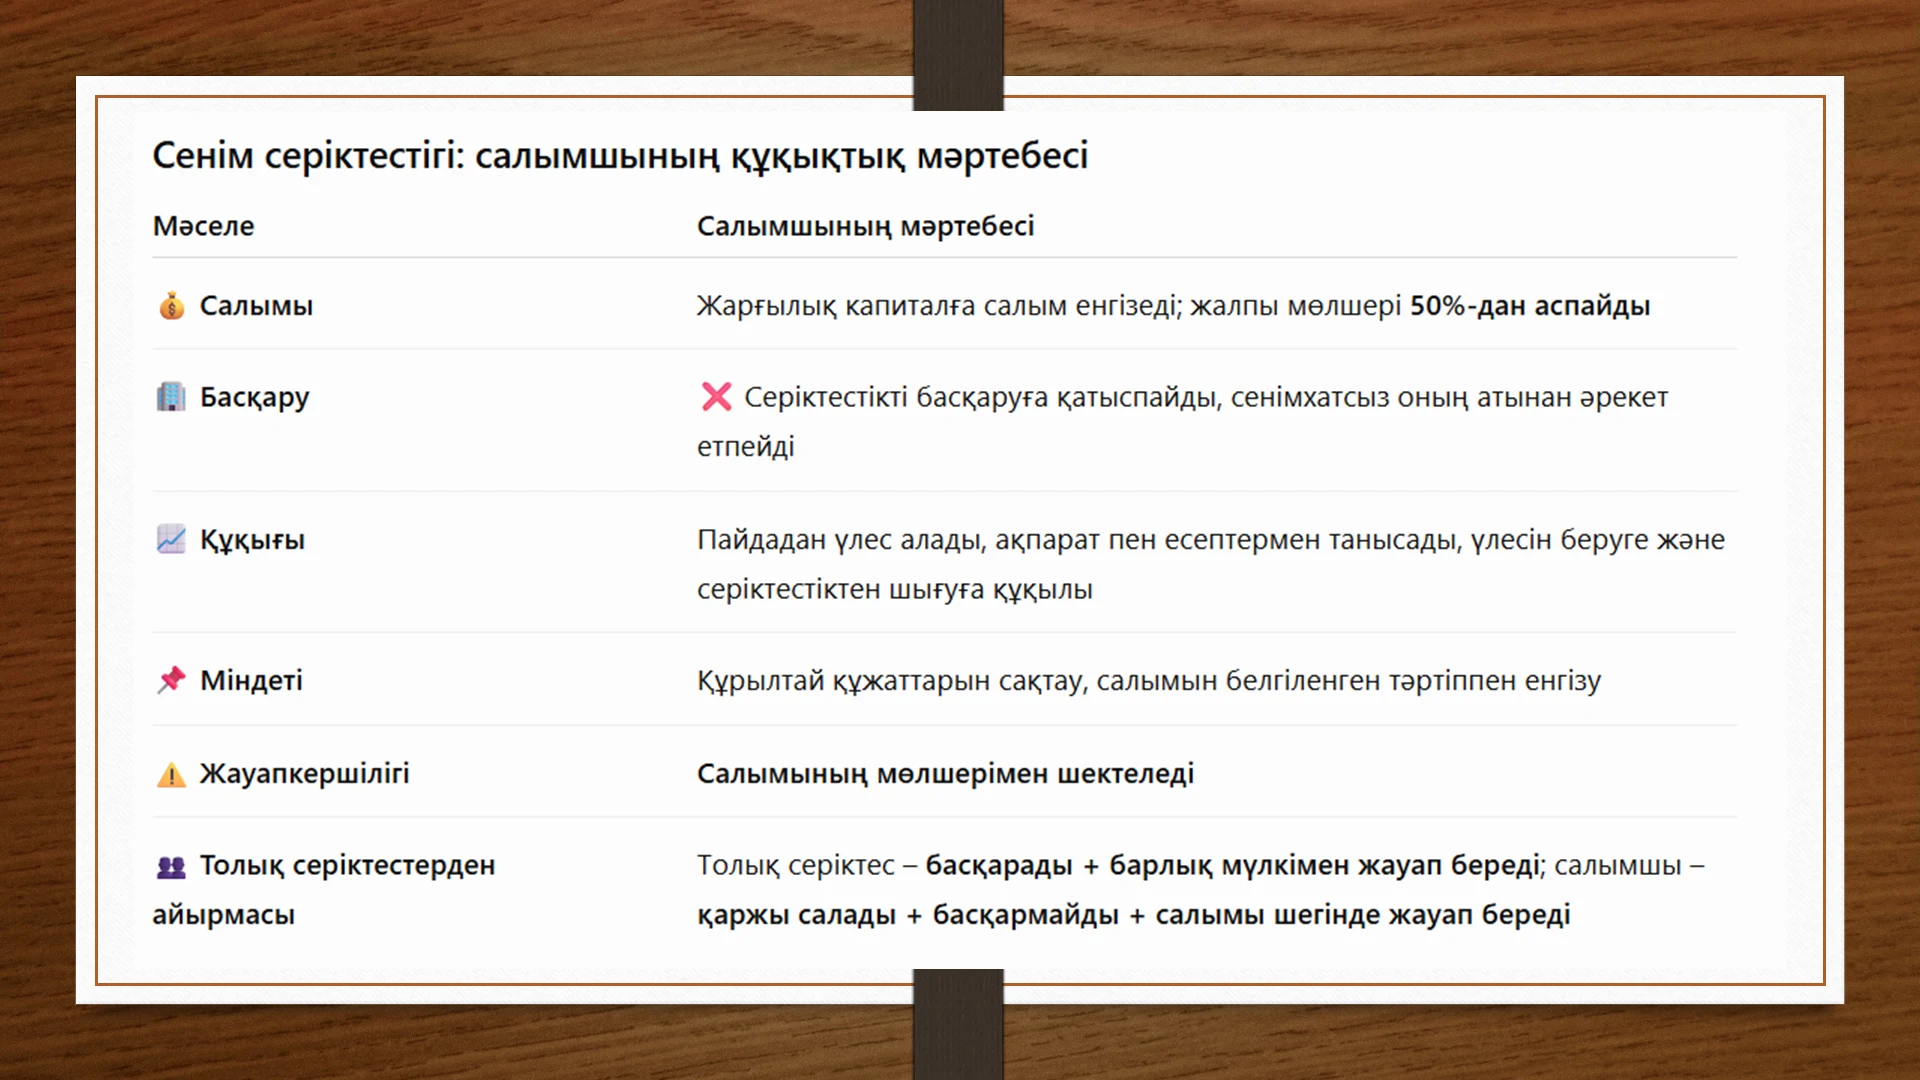 Сенім серіктестігі: салымшының құқықтық мәртебесі
Мәселе Салымшының мәртебесі
💰 Салымы Жарғылық капиталға салым енгізеді; жалпы мөлшері 50%-дан аспайды
🏢 Басқару ❌ Серіктестікті басқаруға қатыспайды, сенімхатсыз оның атынан әрекет
етпейді
📈 Құқығы Пайдадан үлес алады, ақпарат пен есептермен танысады, үлесін беруге және
серіктестіктен шығуға құқылы
📌 Міндеті Құрылтай құжаттарын сақтау, салымын белгіленген тәртіппен енгізу
⚠️ Жауапкершілігі Салымының мөлшерімен шектеледі
👥 Толық серіктестерден Толық серіктес – басқарады + барлық мүлкімен жауап береді; салымшы –
айырмасы қаржы салады + басқармайды + салымы шегінде жауап береді